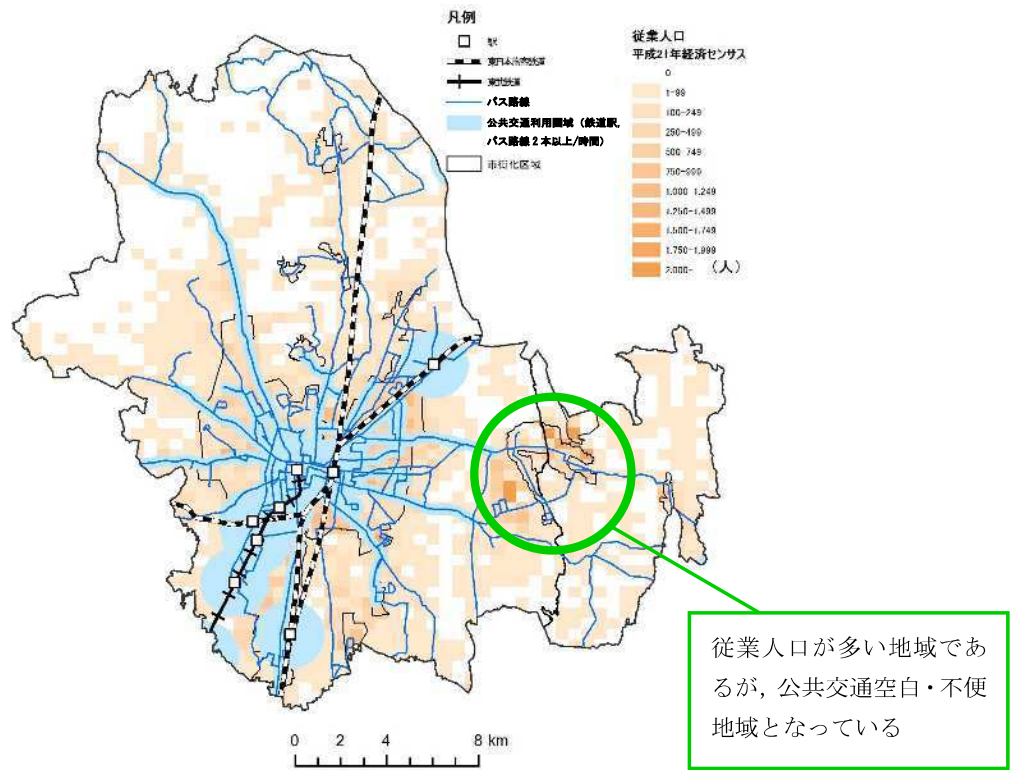 凡例
駅
東日本旅客鉄道
東武鉄道
バス路線
公共交通利用圏域(鉄道駅,
バス路線2本以上/時間)
市街化区域
従業人口
平成21年経済センサス
0
1-99
100-249
250-499
500-749
750-999
1,000-1,249
1,250-1,499
1,500-1,749
1,750-1,999
2,000- (人)
従業人口が多い地域であ
るが, 公共交通空白・不便
地域となっている
0 2 4 8 km